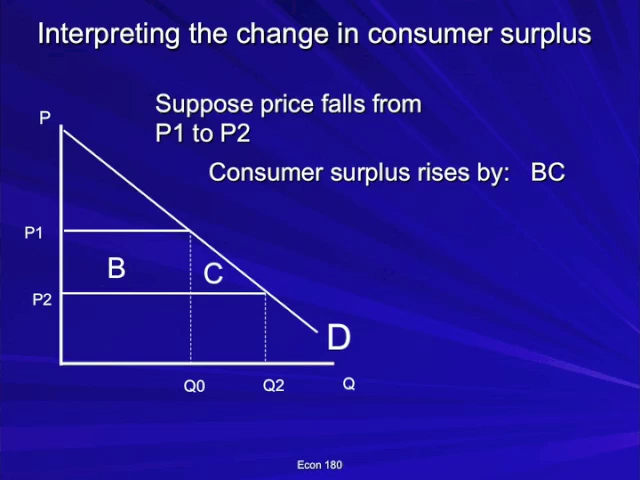 Interpreting the change in consumer surplus
Suppose price falls from
P1 to P2
Consumer surplus rises by: BC
P
P1
B
C
P2
D
Q0
Q2
Q
Econ 180